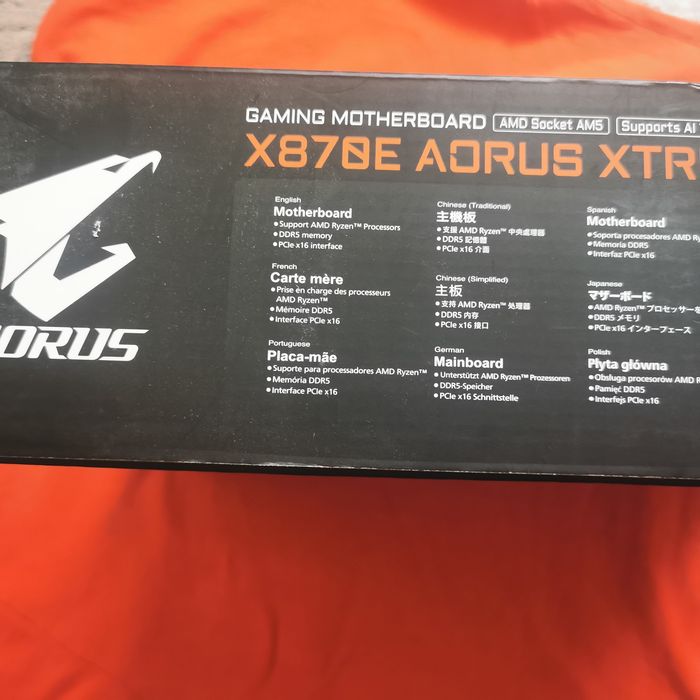 GAMING MOTHERBOARD AMD Socket AM5 Supports AI
X870E AORUS XTR
AORUS
English
Motherboard
• Support AMD Ryzen™ Processors
• DDR5 memory
• PCIe x16 interface
Chinese (Traditional)
主機板
• 支援 AMD Ryzen™ 中央處理器
• DDR5 記憶體
• PCIe x16 介面
Spanish
Motherboard
• Soporta procesadores AMD Ry
• Memoria DDR5
• Interfaz PCIe x16
French
Carte mère
• Prise en charge des processeurs
AMD Ryzen™
• Mémoire DDR5
• Interface PCIe x16
Chinese (Simplified)
主板
• 支持 AMD Ryzen™ 处理器
• DDR5 内存
• PCIe x16 接口
Japanese
マザーボード
• AMD Ryzen™ プロセッサーを
• DDR5 メモリ
• PCIe x16 インターフェース
Portuguese
Placa-mãe
• Suporte para processadores AMD Ryzen™
• Memória DDR5
• Interface PCIe x16
German
Mainboard
• Unterstützt AMD Ryzen™ Prozessoren
• DDR5-Speicher
• PCIe x16 Schnittstelle
Polish
Płyta główna
• Obsługa procesorów AMD R
• Pamięć DDR5
• Interfejs PCIe x16